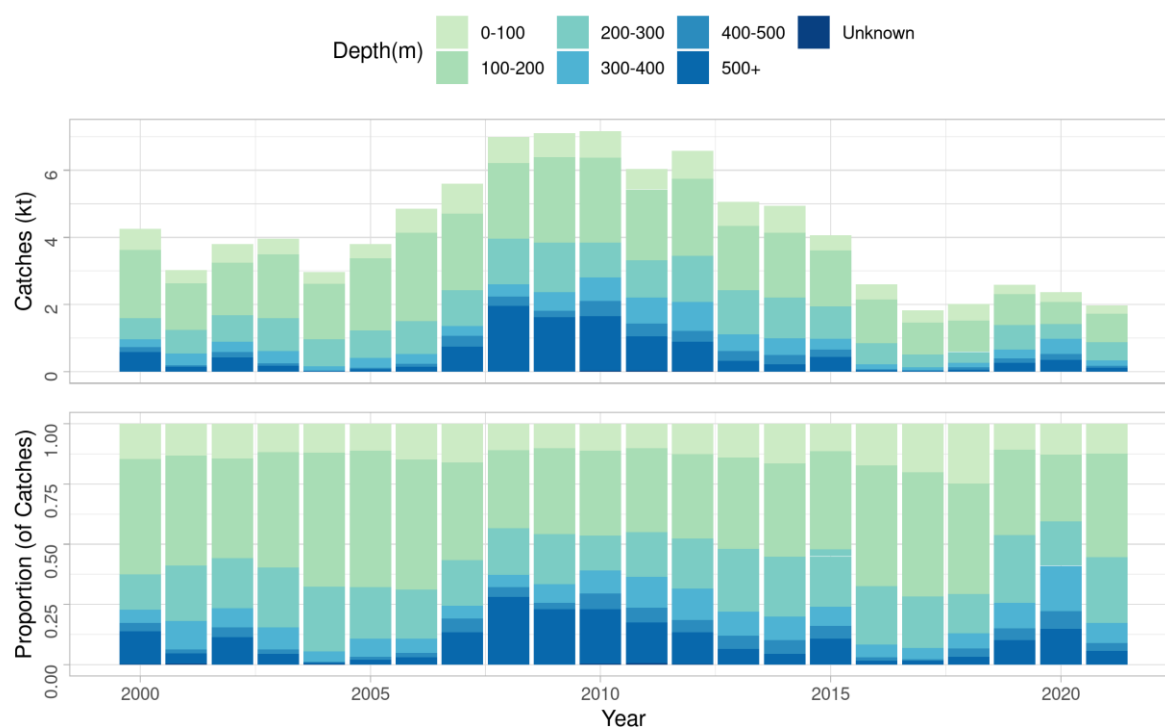 Depth(m)
0-100 200-300 400-500 Unknown
100-200 300-400 500+
Catches (kt)
6
4
2
0
Proportion (of Catches)
1.00
0.75
0.50
0.25
0.00
2000 2005 2010 2015 2020
Year